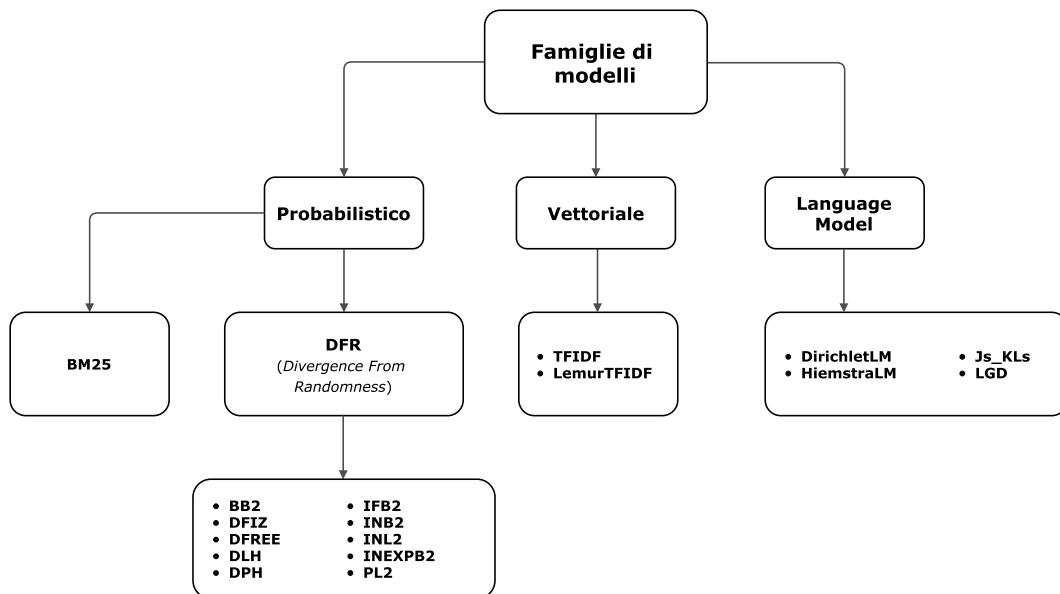 Famiglie di
modelli
Probabilistico
Vettoriale
Language
Model
BM25
DFR
(Divergence From
Randomness)
• TFIDF
• LemurTFIDF
• DirichletLM
• HiemstraLM
• Js_KLs
• LGD
• BB2
• DFIZ
• DFREE
• DLH
• DPH
• IFB2
• INB2
• INL2
• INEXPB2
• PL2